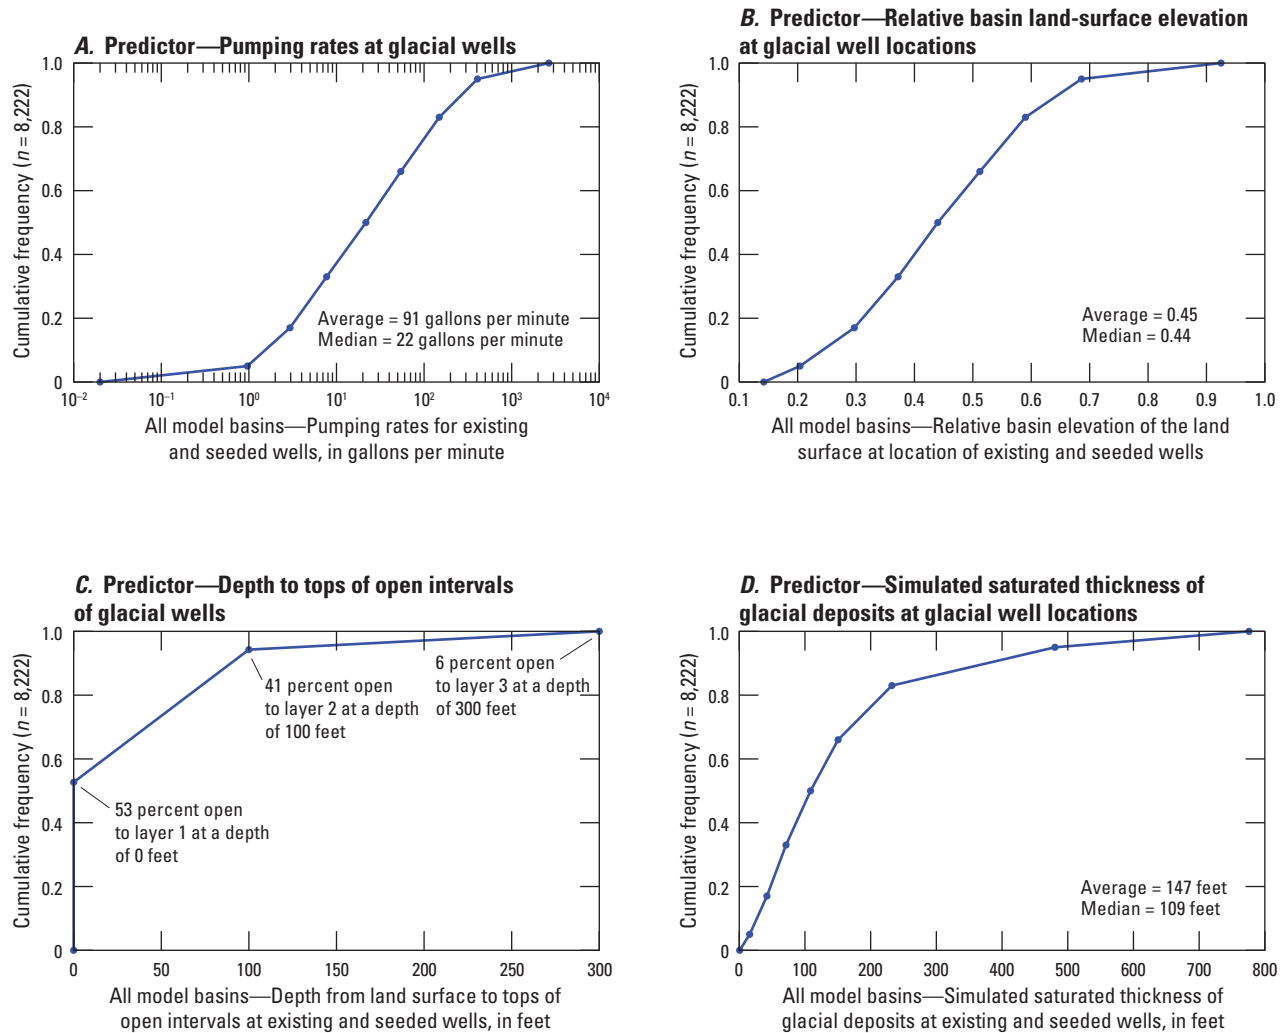 A. Predictor—Pumping rates at glacial wells
Cumulative frequency (n = 8,222)
1.0
0.8
0.6
0.4
0.2
0
Average = 91 gallons per minute
Median = 22 gallons per minute
10⁻² 10⁻¹ 10⁰ 10¹ 10² 10³ 10⁴
All model basins—Pumping rates for existing
and seeded wells, in gallons per minute
B. Predictor—Relative basin land-surface elevation
at glacial well locations
Cumulative frequency (n = 8,222)
1.0
0.8
0.6
0.4
0.2
0
Average = 0.45
Median = 0.44
0.1 0.2 0.3 0.4 0.5 0.6 0.7 0.8 0.9 1.0
All model basins—Relative basin elevation of the land
surface at location of existing and seeded wells
C. Predictor—Depth to tops of open intervals
of glacial wells
Cumulative frequency (n = 8,222)
1.0
0.8
0.6
0.4
0.2
0
6 percent open
to layer 3 at a depth
of 300 feet
41 percent open
to layer 2 at a depth
of 100 feet
53 percent open
to layer 1 at a depth
of 0 feet
0 50 100 150 200 250 300
All model basins—Depth from land surface to tops of
open intervals at existing and seeded wells, in feet
D. Predictor—Simulated saturated thickness of
glacial deposits at glacial well locations
Cumulative frequency (n = 8,222)
1.0
0.8
0.6
0.4
0.2
0
Average = 147 feet
Median = 109 feet
0 100 200 300 400 500 600 700 800
All model basins—Simulated saturated thickness of
glacial deposits at existing and seeded wells, in feet